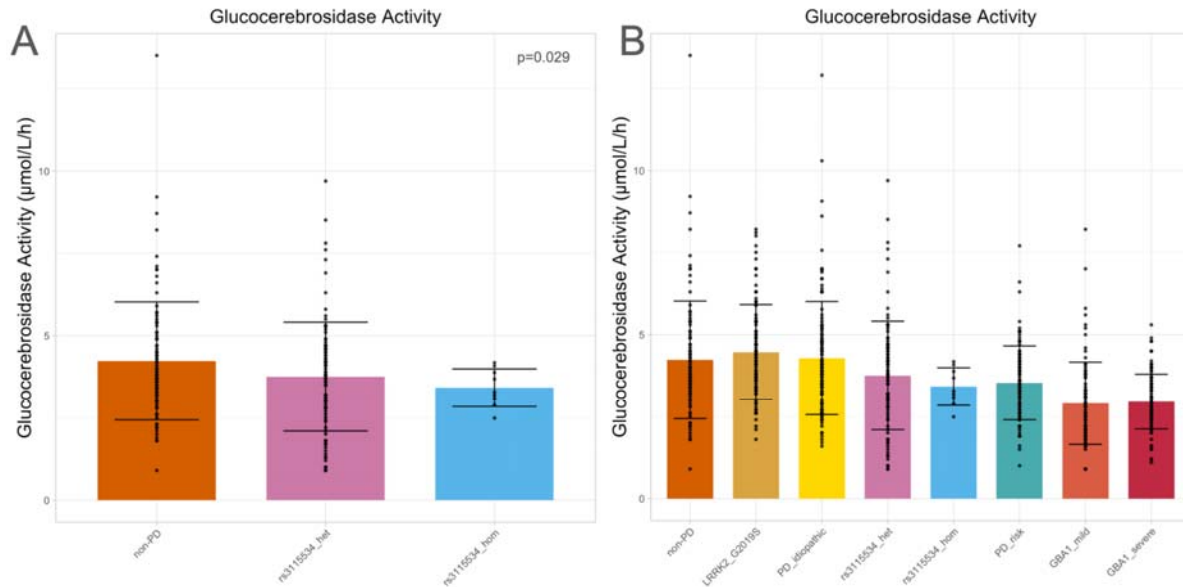 A
Glucocerebrosidase Activity
p=0.029
Glucocerebrosidase Activity (μmol/L/h)
10
5
0
non-PD
rs3115534_het
rs3115534_hom
B
Glucocerebrosidase Activity
Glucocerebrosidase Activity (μmol/L/h)
10
5
0
non-PD
LRRK2_G2019S
PD_idiopathic
rs3115534_het
rs3115534_hom
PD_risk
GBA1_mild
GBA1_severe